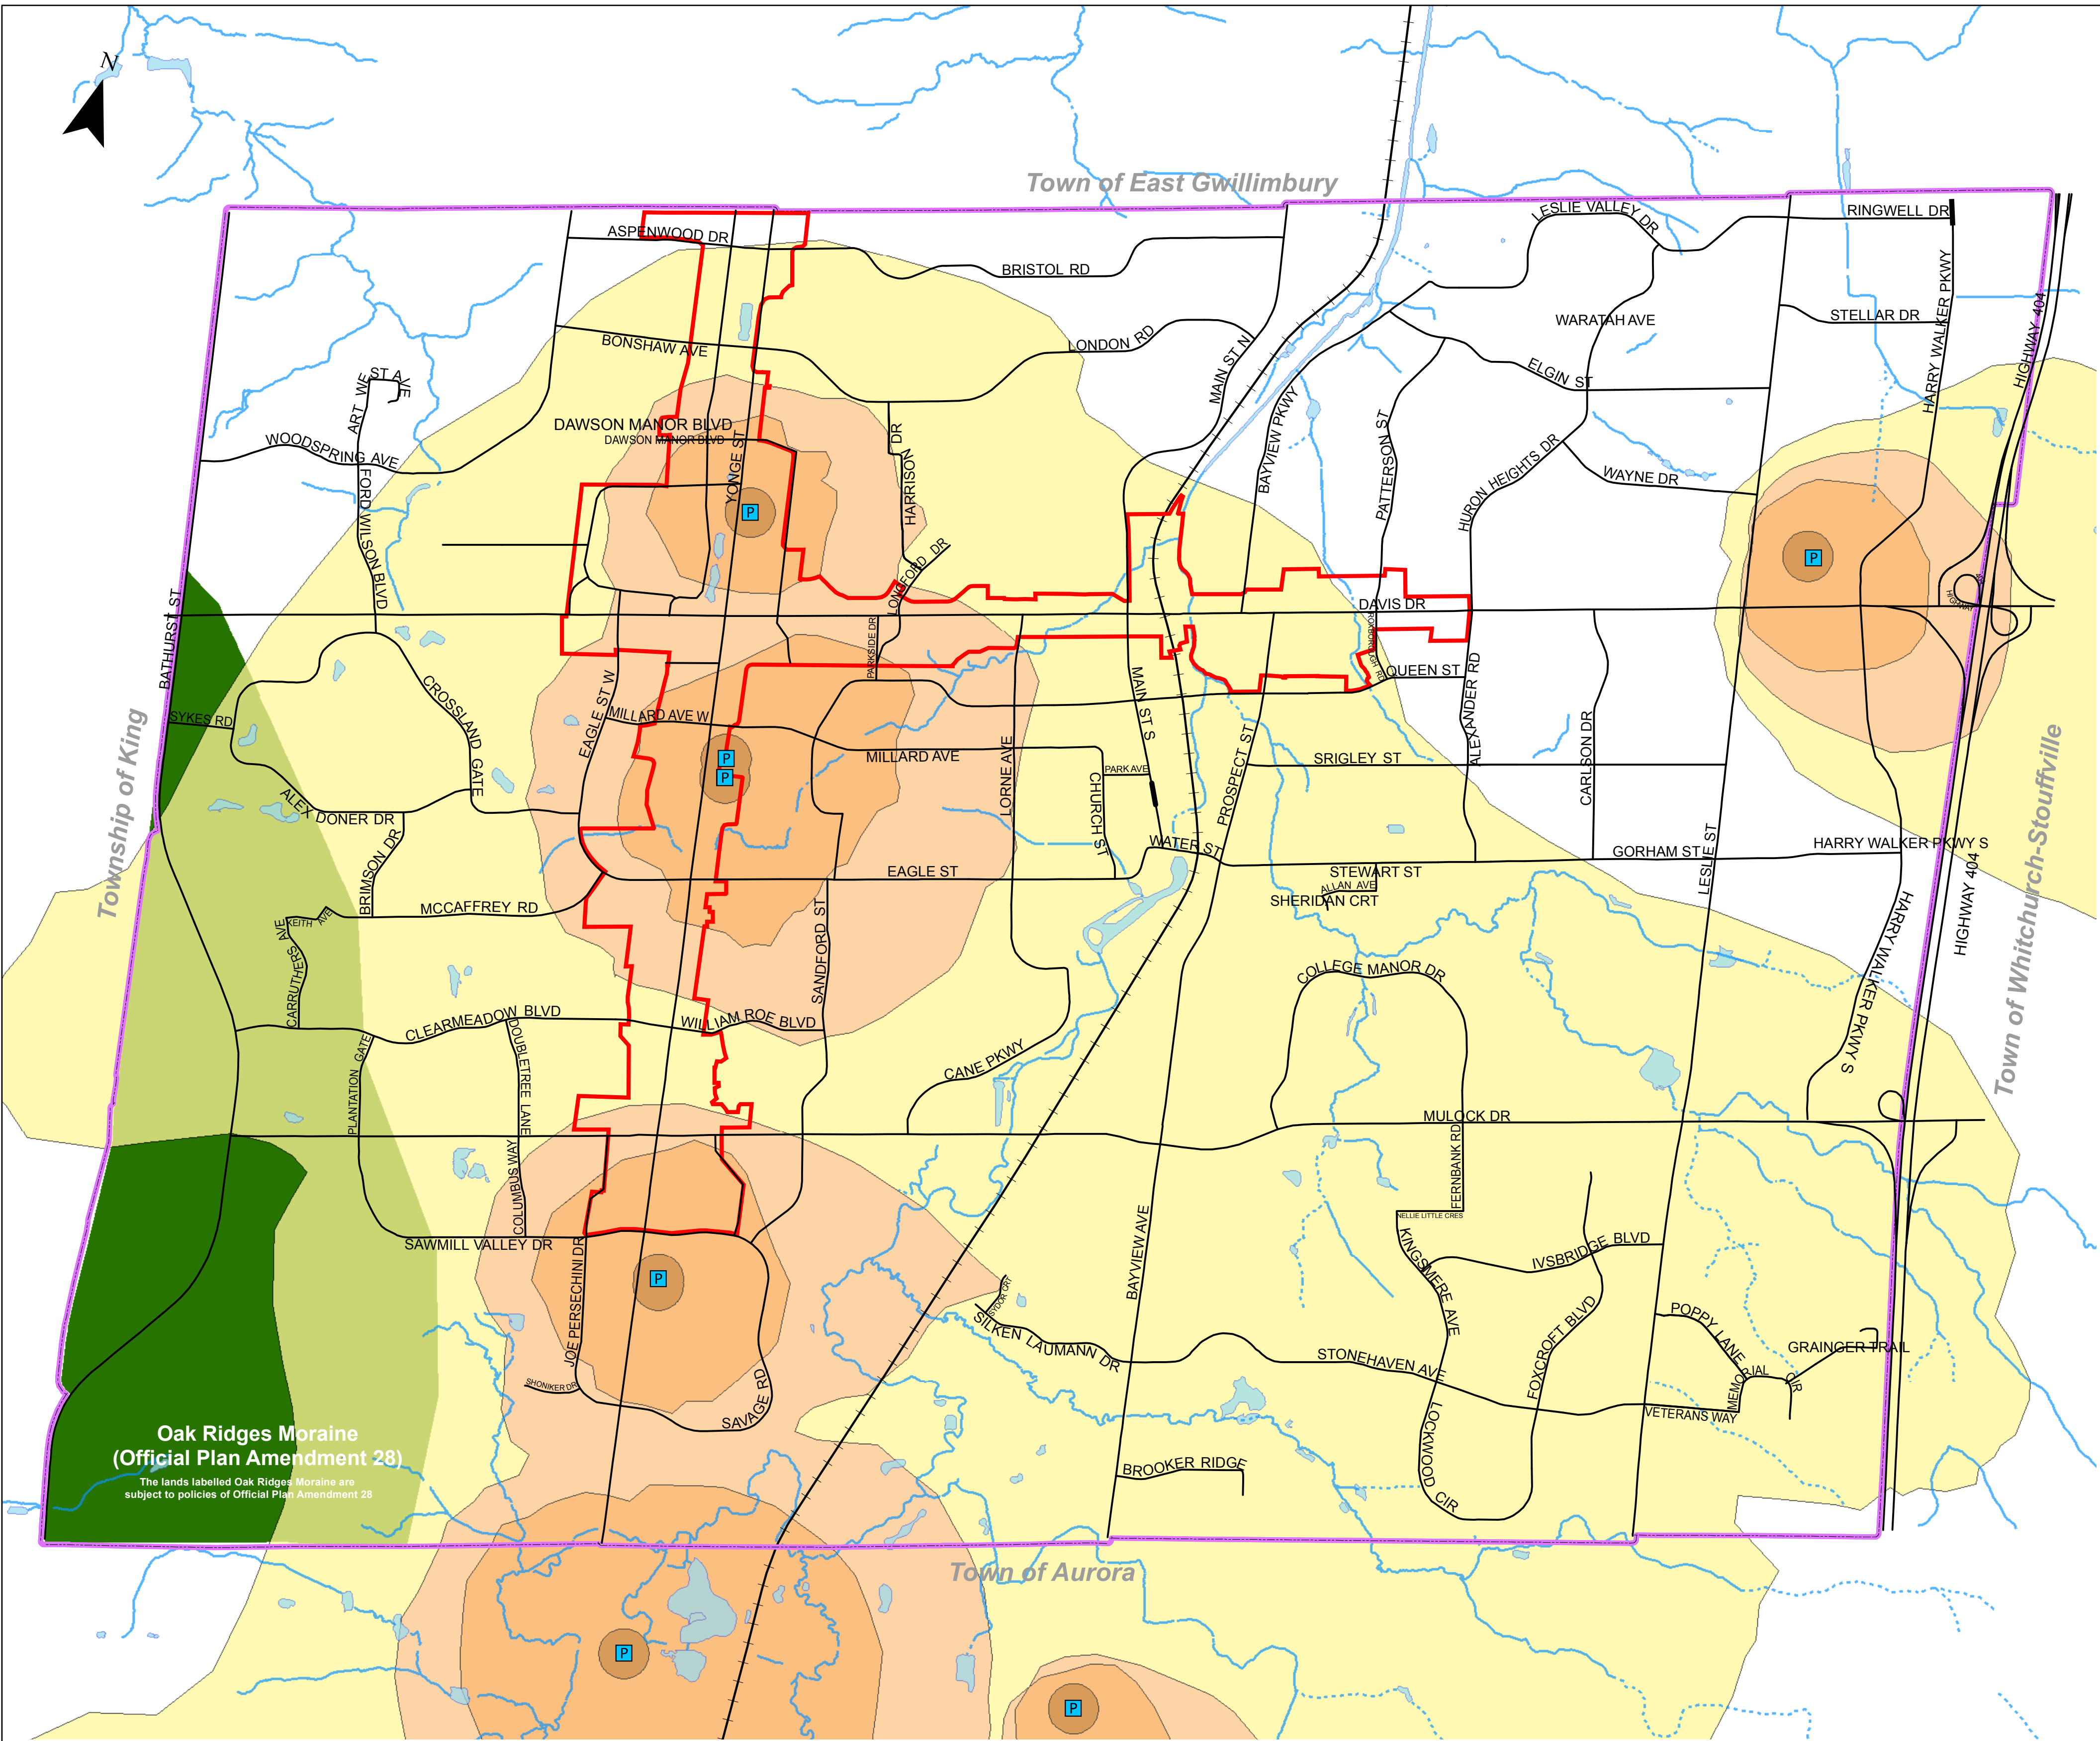 N
Town of East Gwillimbury
LESLIE VALLEY DR
RINGWELL DR
ASPENWOOD DR
BRISTOL RD
HARRY WALKER PKWY
HIGHWAY 404
STELLAR DR
WARATAH AVE
LONDON RD
BONSHAW AVE
MAIN ST N
ELGIN ST
ART WEST AVE
BAYVIEW PKWY
PATTERSON ST
DAWSON MANOR BLVD
DAWSON MANOR BLVD
YONGE ST
HARRISON DR
WOODSPRING AVE
HURON HEIGHTS DR
WAYNE DR
FORD WILSON BLVD
P
P
LONGFORD DR
HIGHWAY 404
BATHURST ST
DAVIS DR
ROXBOROUGH RD
PARKSIDE DR
QUEEN ST
ALEXANDER RD
MAIN ST S
CROSSLAND GATE
EAGLE ST W
MILLARD AVE W
SYKES RD
Township of King
CARLSON DR
MILLARD AVE
LORNE AVE
PROSPECT ST
SRIGLEY ST
P
P
PARK AVE
CHURCH ST
ALEX DONER DR
BRIMSON DR
WATER ST
LESLIE ST
GORHAM ST
HARRY WALKER PKWY S
HIGHWAY 404
Town of Whitchurch-Stouffville
EAGLE ST
STEWART ST
ALLAN AVE
SHERIDAN CRT
MCCAFFREY RD
KEITH AVE
CARRUTHERS AVE
SANDFORD ST
HARRY WALKER PKWY S
COLLEGE MANOR DR
CLEARMEADOW BLVD
WILLIAM ROE BLVD
DOUBLETREE LANE
PLANTATION GATE
CANE PKWY
MULOCK DR
FERNBANK RD
COLUMBUS WAY
NELLIE LITTLE CRES
SAWMILL VALLEY DR
JOE PERSECHINI DR
BAYVIEW AVE
KINGSMERE AVE
IVSBRIDGE BLVD
P
SYDOR CRT
SILKEN LAUMANN DR
FOXCROFT BLVD
POPPY LANE
GRAINGER TRAIL
STONEHAVEN AVE
SHONIKER DR
SAVAGE RD
MEMORIAL CIR
VETERANS WAY
LOCKWOOD CIR
BROOKER RIDGE
Oak Ridges Moraine
(Official Plan Amendment 28)
The lands labelled Oak Ridges Moraine are
subject to policies of Official Plan Amendment 28
Town of Aurora
P
P